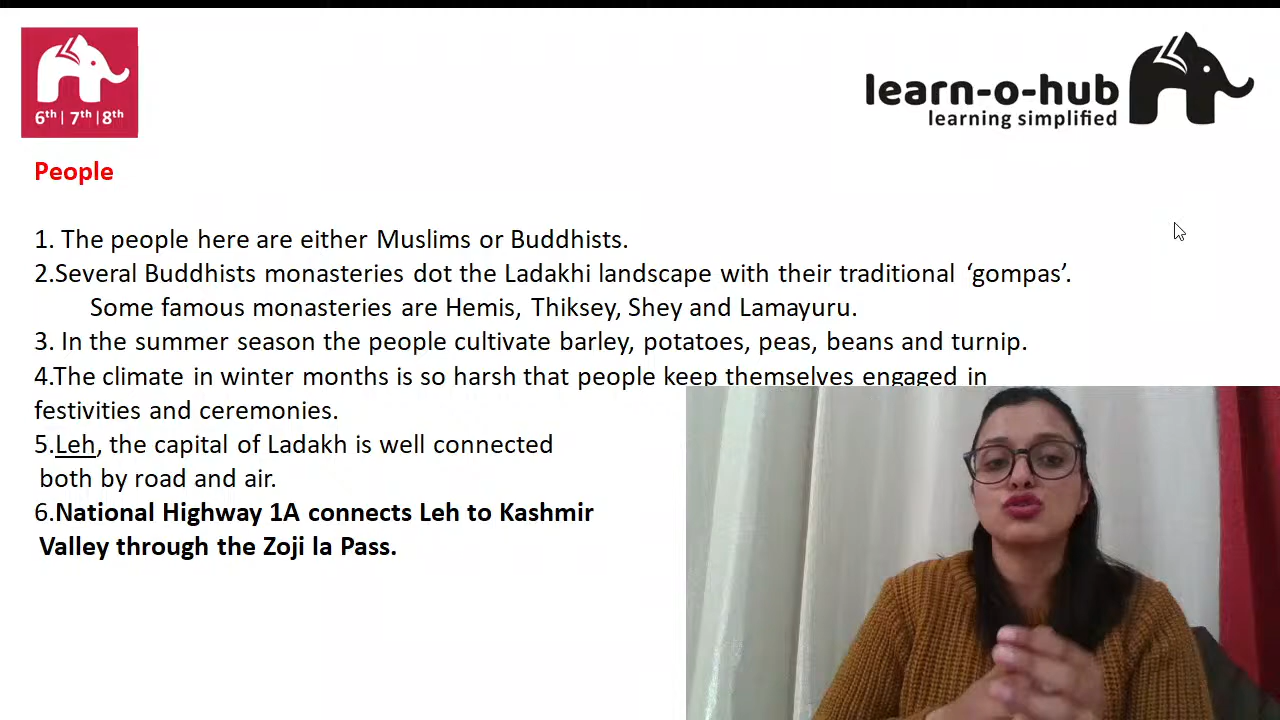 6th | 7th | 8th
learn-o-hub
learning simplified
People
1. The people here are either Muslims or Buddhists.
2.Several Buddhists monasteries dot the Ladakhi landscape with their traditional ‘gompas’.
Some famous monasteries are Hemis, Thiksey, Shey and Lamayuru.
3. In the summer season the people cultivate barley, potatoes, peas, beans and turnip.
4.The climate in winter months is so harsh that people keep themselves engaged in
festivities and ceremonies.
5.Leh, the capital of Ladakh is well connected
both by road and air.
6.National Highway 1A connects Leh to Kashmir
Valley through the Zoji la Pass.